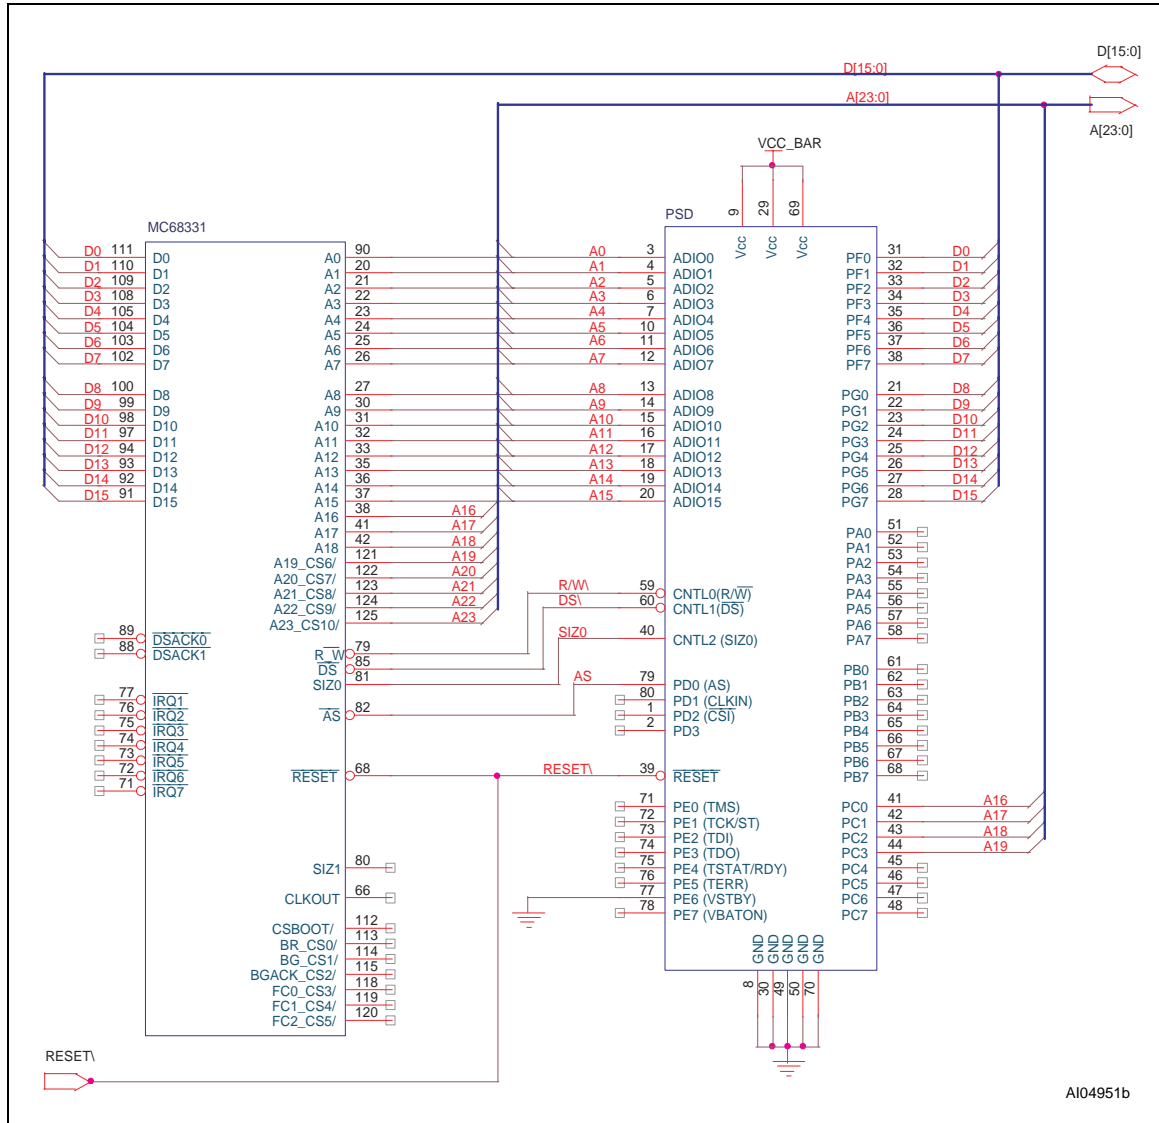 D[15:0]
D[15:0]
A[23:0]
A[23:0]
VCC_BAR
9 29 69
Vcc Vcc Vcc
MC68331
PSD
D0 111 D0 A0 90 A0 3 ADIO0 PF0 31 D0
D1 110 D1 A1 20 A1 4 ADIO1 PF1 32 D1
D2 109 D2 A2 21 A2 5 ADIO2 PF2 33 D2
D3 108 D3 A3 22 A3 6 ADIO3 PF3 34 D3
D4 105 D4 A4 23 A4 7 ADIO4 PF4 35 D4
D5 104 D5 A5 24 A5 10 ADIO5 PF5 36 D5
D6 103 D6 A6 25 A6 11 ADIO6 PF6 37 D6
D7 102 D7 A7 26 A7 12 ADIO7 PF7 38 D7
D8 100 D8 A8 27 A8 13 ADIO8 PG0 21 D8
D9 99 D9 A9 30 A9 14 ADIO9 PG1 22 D9
D10 98 D10 A10 31 A10 15 ADIO10 PG2 23 D10
D11 97 D11 A11 32 A11 16 ADIO11 PG3 24 D11
D12 94 D12 A12 33 A12 17 ADIO12 PG4 25 D12
D13 93 D13 A13 35 A13 18 ADIO13 PG5 26 D13
D14 92 D14 A14 36 A14 19 ADIO14 PG6 27 D14
D15 91 D15 A15 37 A15 20 ADIO15 PG7 28 D15
A16 38 A16
A17 41 A17 PA0 51
A18 42 A18 PA1 52
A19_CS6/ 121 A19 PA2 53
A20_CS7/ 122 A20 PA3 54
A21_CS8/ 123 A21 R/W\ 59 CNTL0(R/W) PA4 55
A22_CS9/ 124 A22 DS\ 60 CNTL1(DS) PA5 56
A23_CS10/ 125 A23 PA6 57
89 DSACK0 SIZ0 40 CNTL2 (SIZ0) PA7 58
88 DSACK1 R_W 79
DS 85 PB0 61
SIZ0 81 AS 79 PD0 (AS) PB1 62
77 IRQ1 80 PD1 (CLKIN) PB2 63
76 IRQ2 AS 82 1 PD2 (CSI) PB3 64
75 IRQ3 2 PD3 PB4 65
74 IRQ4 PB5 66
73 IRQ5 PB6 67
72 IRQ6 RESET 68 RESET\ 39 RESET PB7 68
71 IRQ7
71 PE0 (TMS) PC0 41 A16
72 PE1 (TCK/ST) PC1 42 A17
73 PE2 (TDI) PC2 43 A18
74 PE3 (TDO) PC3 44 A19
SIZ1 80 75 PE4 (TSTAT/RDY) PC4 45
76 PE5 (TERR) PC5 46
CLKOUT 66 77 PE6 (VSTBY) PC6 47
78 PE7 (VBATON) PC7 48
CSBOOT/ 112
BR_CS0/ 113
BG_CS1/ 114
BGACK_CS2/ 115
FC0_CS3/ 118
FC1_CS4/ 119
FC2_CS5/ 120
GND GND GND GND GND
8 30 49 50 70
RESET\
AI04951b